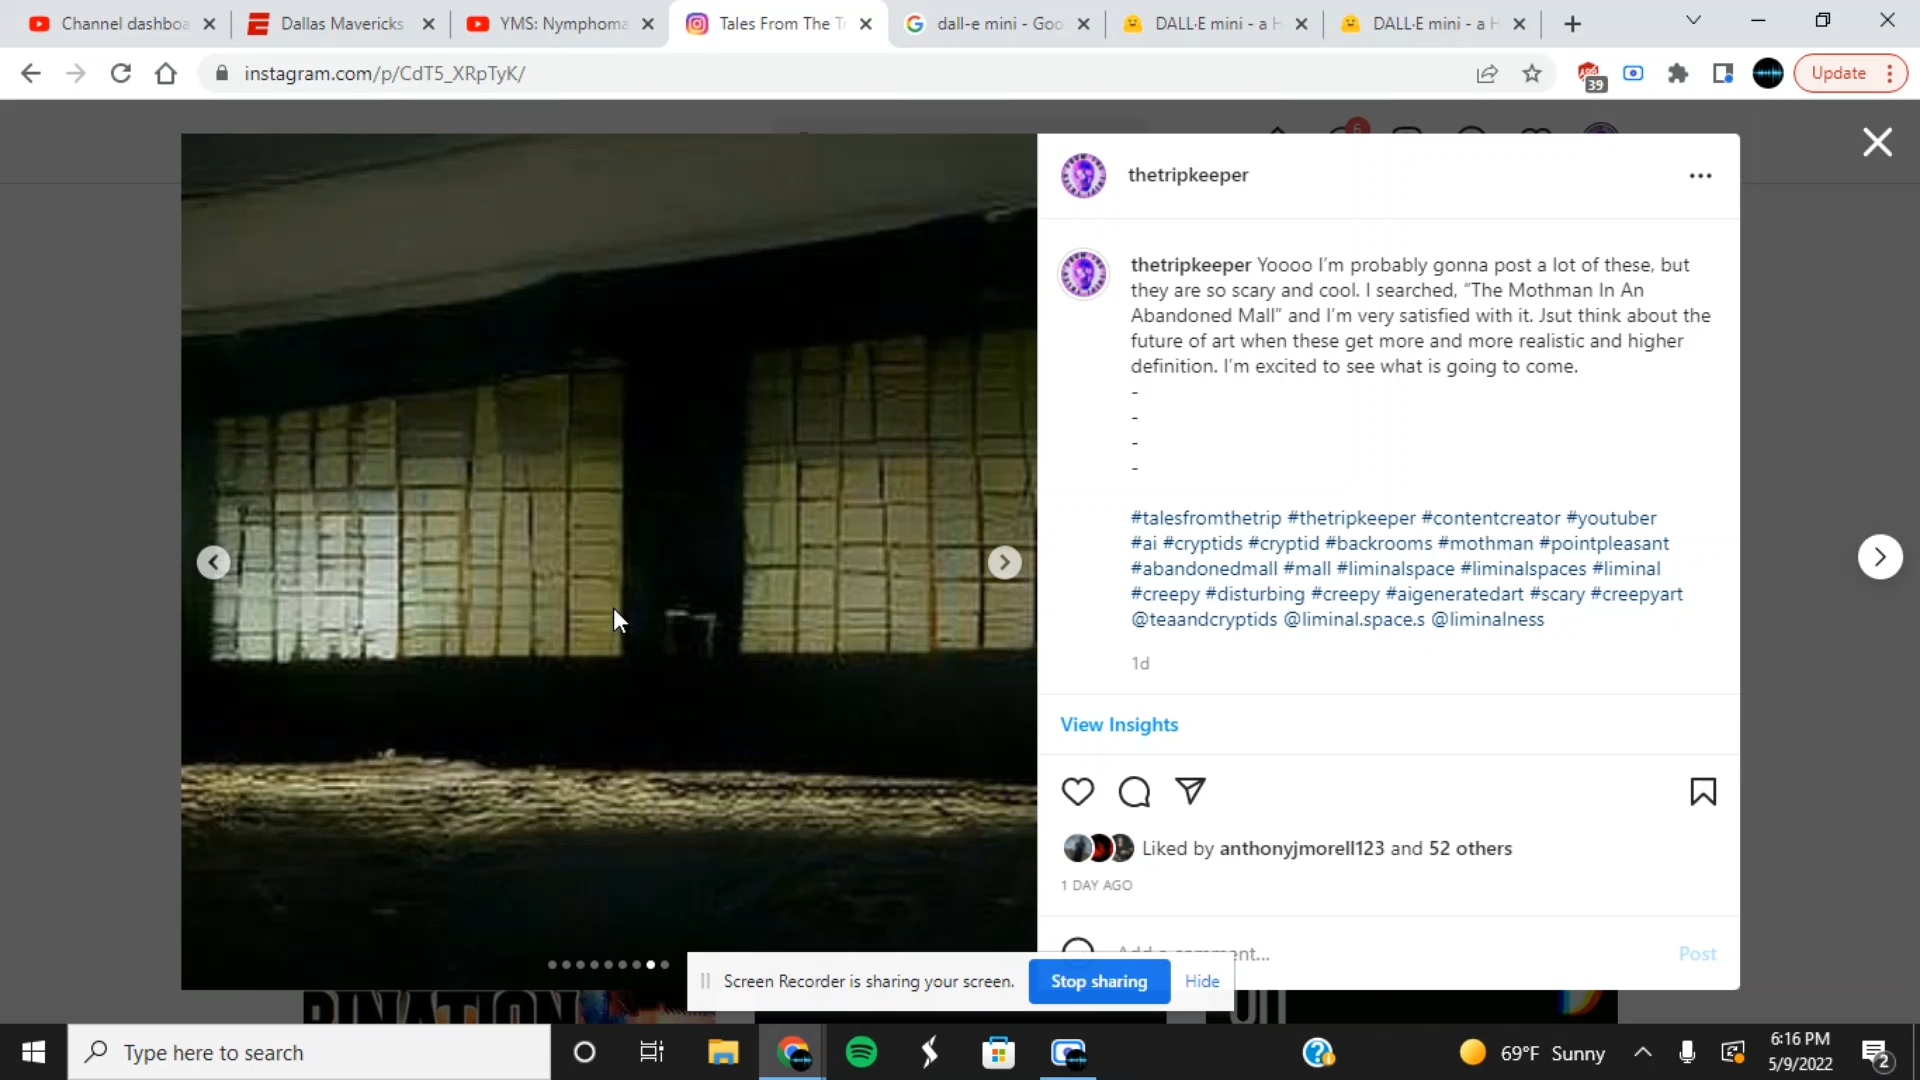 Channel dashboa
Dallas Mavericks
YMS: Nymphoma
Tales From The Tr
dall-e mini - Goo
DALL·E mini - a H
DALL·E mini - a H
instagram.com/p/CdT5_XRpTyK/
39
Update
6
thetripkeeper
thetripkeeper Yoooo I'm probably gonna post a lot of these, but
they are so scary and cool. I searched, “The Mothman In An
Abandoned Mall” and I'm very satisfied with it. Jsut think about the
future of art when these get more and more realistic and higher
definition. I'm excited to see what is going to come.
-
-
-
-
#talesfromthetrip #thetripkeeper #contentcreator #youtuber
#ai #cryptids #cryptid #backrooms #mothman #pointpleasant
#abandonedmall #mall #liminalspace #liminalspaces #liminal
#creepy #disturbing #creepy #aigeneratedart #scary #creepyart
@teaandcryptids @liminal.space.s @liminalness
1d
View Insights
Liked by anthonyjmorell123 and 52 others
1 DAY AGO
Add a comment...
Post
Screen Recorder is sharing your screen.
Stop sharing
Hide
Type here to search
69°F Sunny
6:16 PM
5/9/2022
2